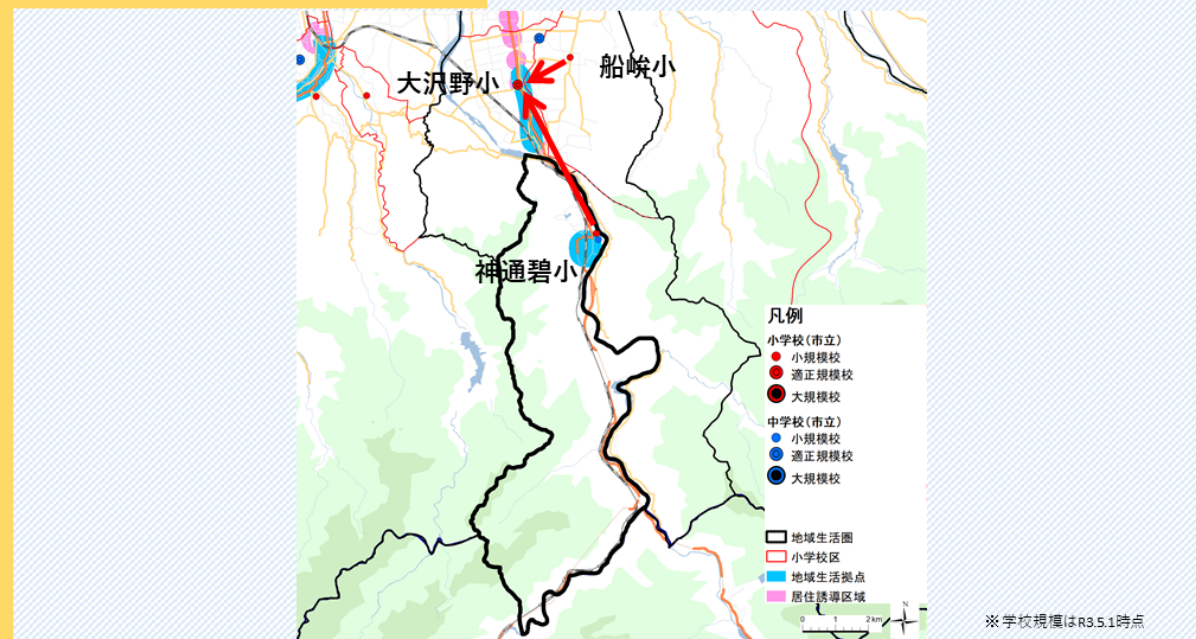 船峅小
大沢野小
神通碧小
凡例
小学校(市立)
小規模校
適正規模校
大規模校
中学校(市立)
小規模校
適正規模校
大規模校
地域生活圏
小学校区
地域生活拠点
居住誘導区域
N
0 1 2km
※学校規模はR3.5.1時点